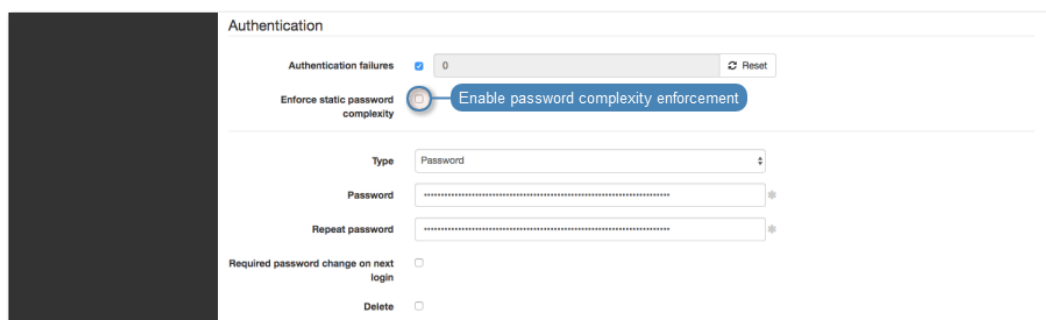 Authentication
Authentication failures 0 Reset
Enforce static password
complexity
Enable password complexity enforcement
Type Password
Password
Repeat password
Required password change on next
login
Delete